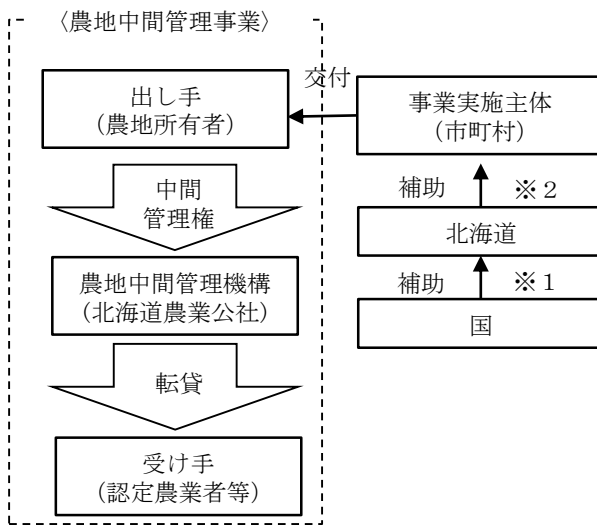 〈農地中間管理事業〉
出し手
（農地所有者）
中間
管理権
農地中間管理機構
（北海道農業公社）
転貸
受け手
（認定農業者等）
交付
事業実施主体
（市町村）
補助
※２
北海道
補助
※１
国